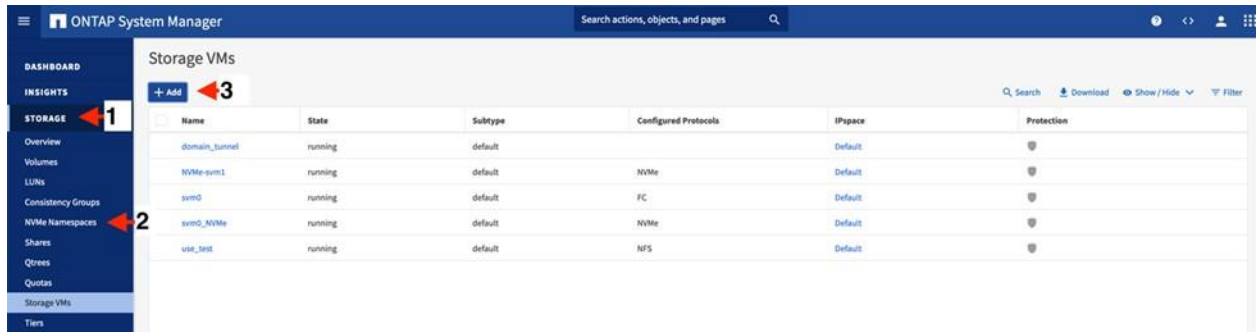 ONTAP System Manager
Search actions, objects, and pages
DASHBOARD
INSIGHTS
STORAGE
1
Overview
Volumes
LUNs
Consistency Groups
NVMe Namespaces
2
Shares
Qtrees
Quotas
Storage VMs
Tiers
Storage VMs
+ Add
3
Search Download Show / Hide Filter
Name State Subtype Configured Protocols IPspace Protection
domain_tunnel running default Default
NVMe-svm1 running default NVMe Default
svm0 running default FC Default
svm0_NVMe running default NVMe Default
use_test running default NFS Default